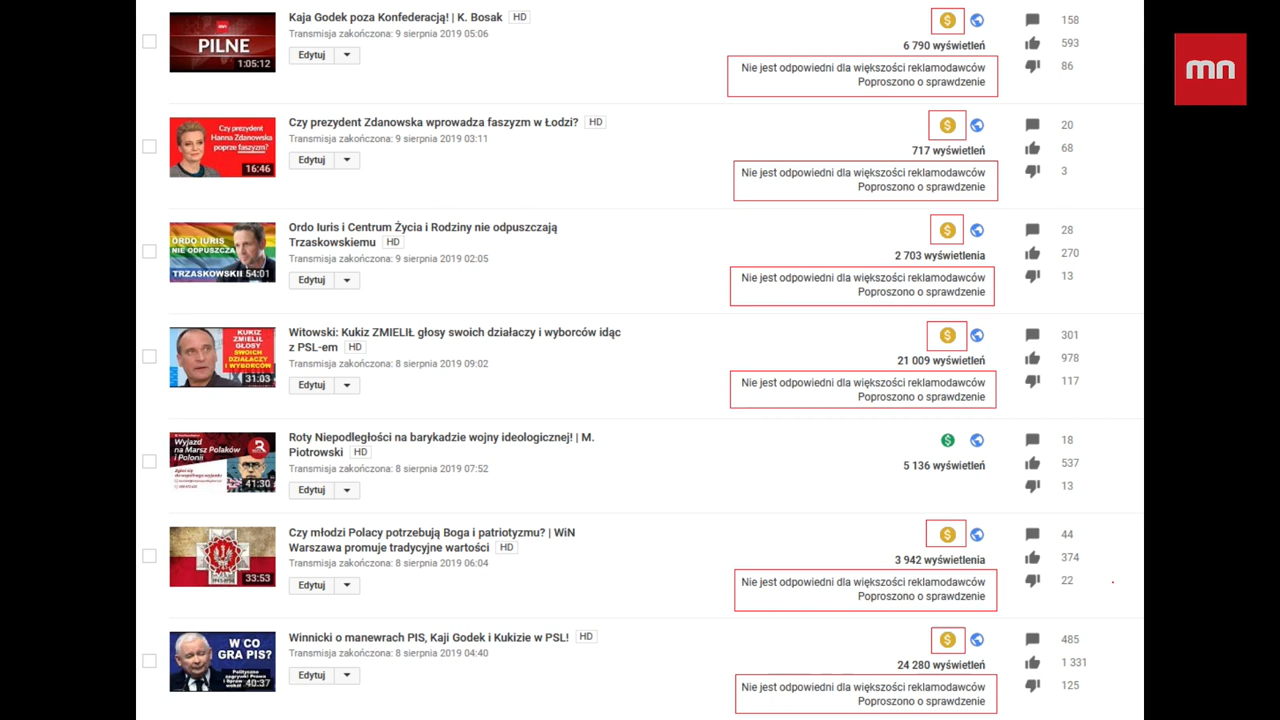 mn
PILNE
1:05:12
Kaja Godek poza Konfederacją! | K. Bosak HD
Transmisja zakończona: 9 sierpnia 2019 05:06
Edytuj
6 790 wyświetleń
Nie jest odpowiedni dla większości reklamodawców
Poproszono o sprawdzenie
158
593
86
Czy prezydent
Hanna Zdanowska
poprze faszyzm?
16:46
Czy prezydent Zdanowska wprowadza faszyzm w Łodzi? HD
Transmisja zakończona: 9 sierpnia 2019 03:11
Edytuj
717 wyświetleń
Nie jest odpowiedni dla większości reklamodawców
Poproszono o sprawdzenie
20
68
3
ORDO IURIS
NIE ODPUSZCZA
TRZASKOWSKI
54:01
Ordo Iuris i Centrum Życia i Rodziny nie odpuszczają
Trzaskowskiemu HD
Transmisja zakończona: 9 sierpnia 2019 02:05
Edytuj
2 703 wyświetlenia
Nie jest odpowiedni dla większości reklamodawców
Poproszono o sprawdzenie
28
270
13
KUKIZ
ZMIELIŁ
GŁOSY
SWOICH
DZIAŁACZY
I WYBORCÓW
31:03
Witowski: Kukiz ZMIELIŁ głosy swoich działaczy i wyborców idąc
z PSL-em HD
Transmisja zakończona: 8 sierpnia 2019 09:02
Edytuj
21 009 wyświetleń
Nie jest odpowiedni dla większości reklamodawców
Poproszono o sprawdzenie
301
978
117
Wyjazd
na Marsz Polaków
i Polonii
41:30
Roty Niepodległości na barykadzie wojny ideologicznej! | M.
Piotrowski HD
Transmisja zakończona: 8 sierpnia 2019 07:52
Edytuj
5 136 wyświetleń
18
537
13
33:53
Czy młodzi Polacy potrzebują Boga i patriotyzmu? | WiN
Warszawa promuje tradycyjne wartości HD
Transmisja zakończona: 8 sierpnia 2019 06:04
Edytuj
3 942 wyświetlenia
Nie jest odpowiedni dla większości reklamodawców
Poproszono o sprawdzenie
44
374
22
W CO
GRA PIS?
Polityczne
zagrywki Prawa
40:37
Winnicki o manewrach PIS, Kaji Godek i Kukizie w PSL! HD
Transmisja zakończona: 8 sierpnia 2019 04:40
Edytuj
24 280 wyświetleń
Nie jest odpowiedni dla większości reklamodawców
Poproszono o sprawdzenie
485
1 331
125